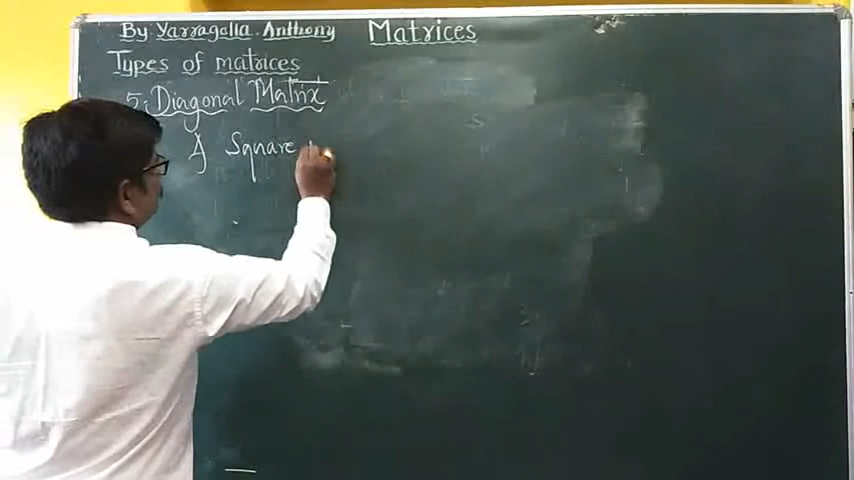 By Yarragalla Anthony Matrices
Types of matrices
5. Diagonal Matrix
A Square